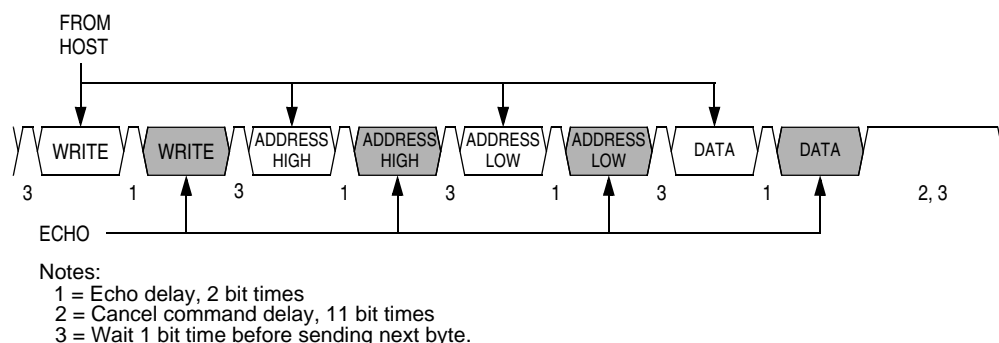 FROM
HOST
WRITE WRITE ADDRESS HIGH ADDRESS HIGH ADDRESS LOW ADDRESS LOW DATA DATA
3 1 3 1 3 1 3 1 2, 3
ECHO
Notes:
1 = Echo delay, 2 bit times
2 = Cancel command delay, 11 bit times
3 = Wait 1 bit time before sending next byte.